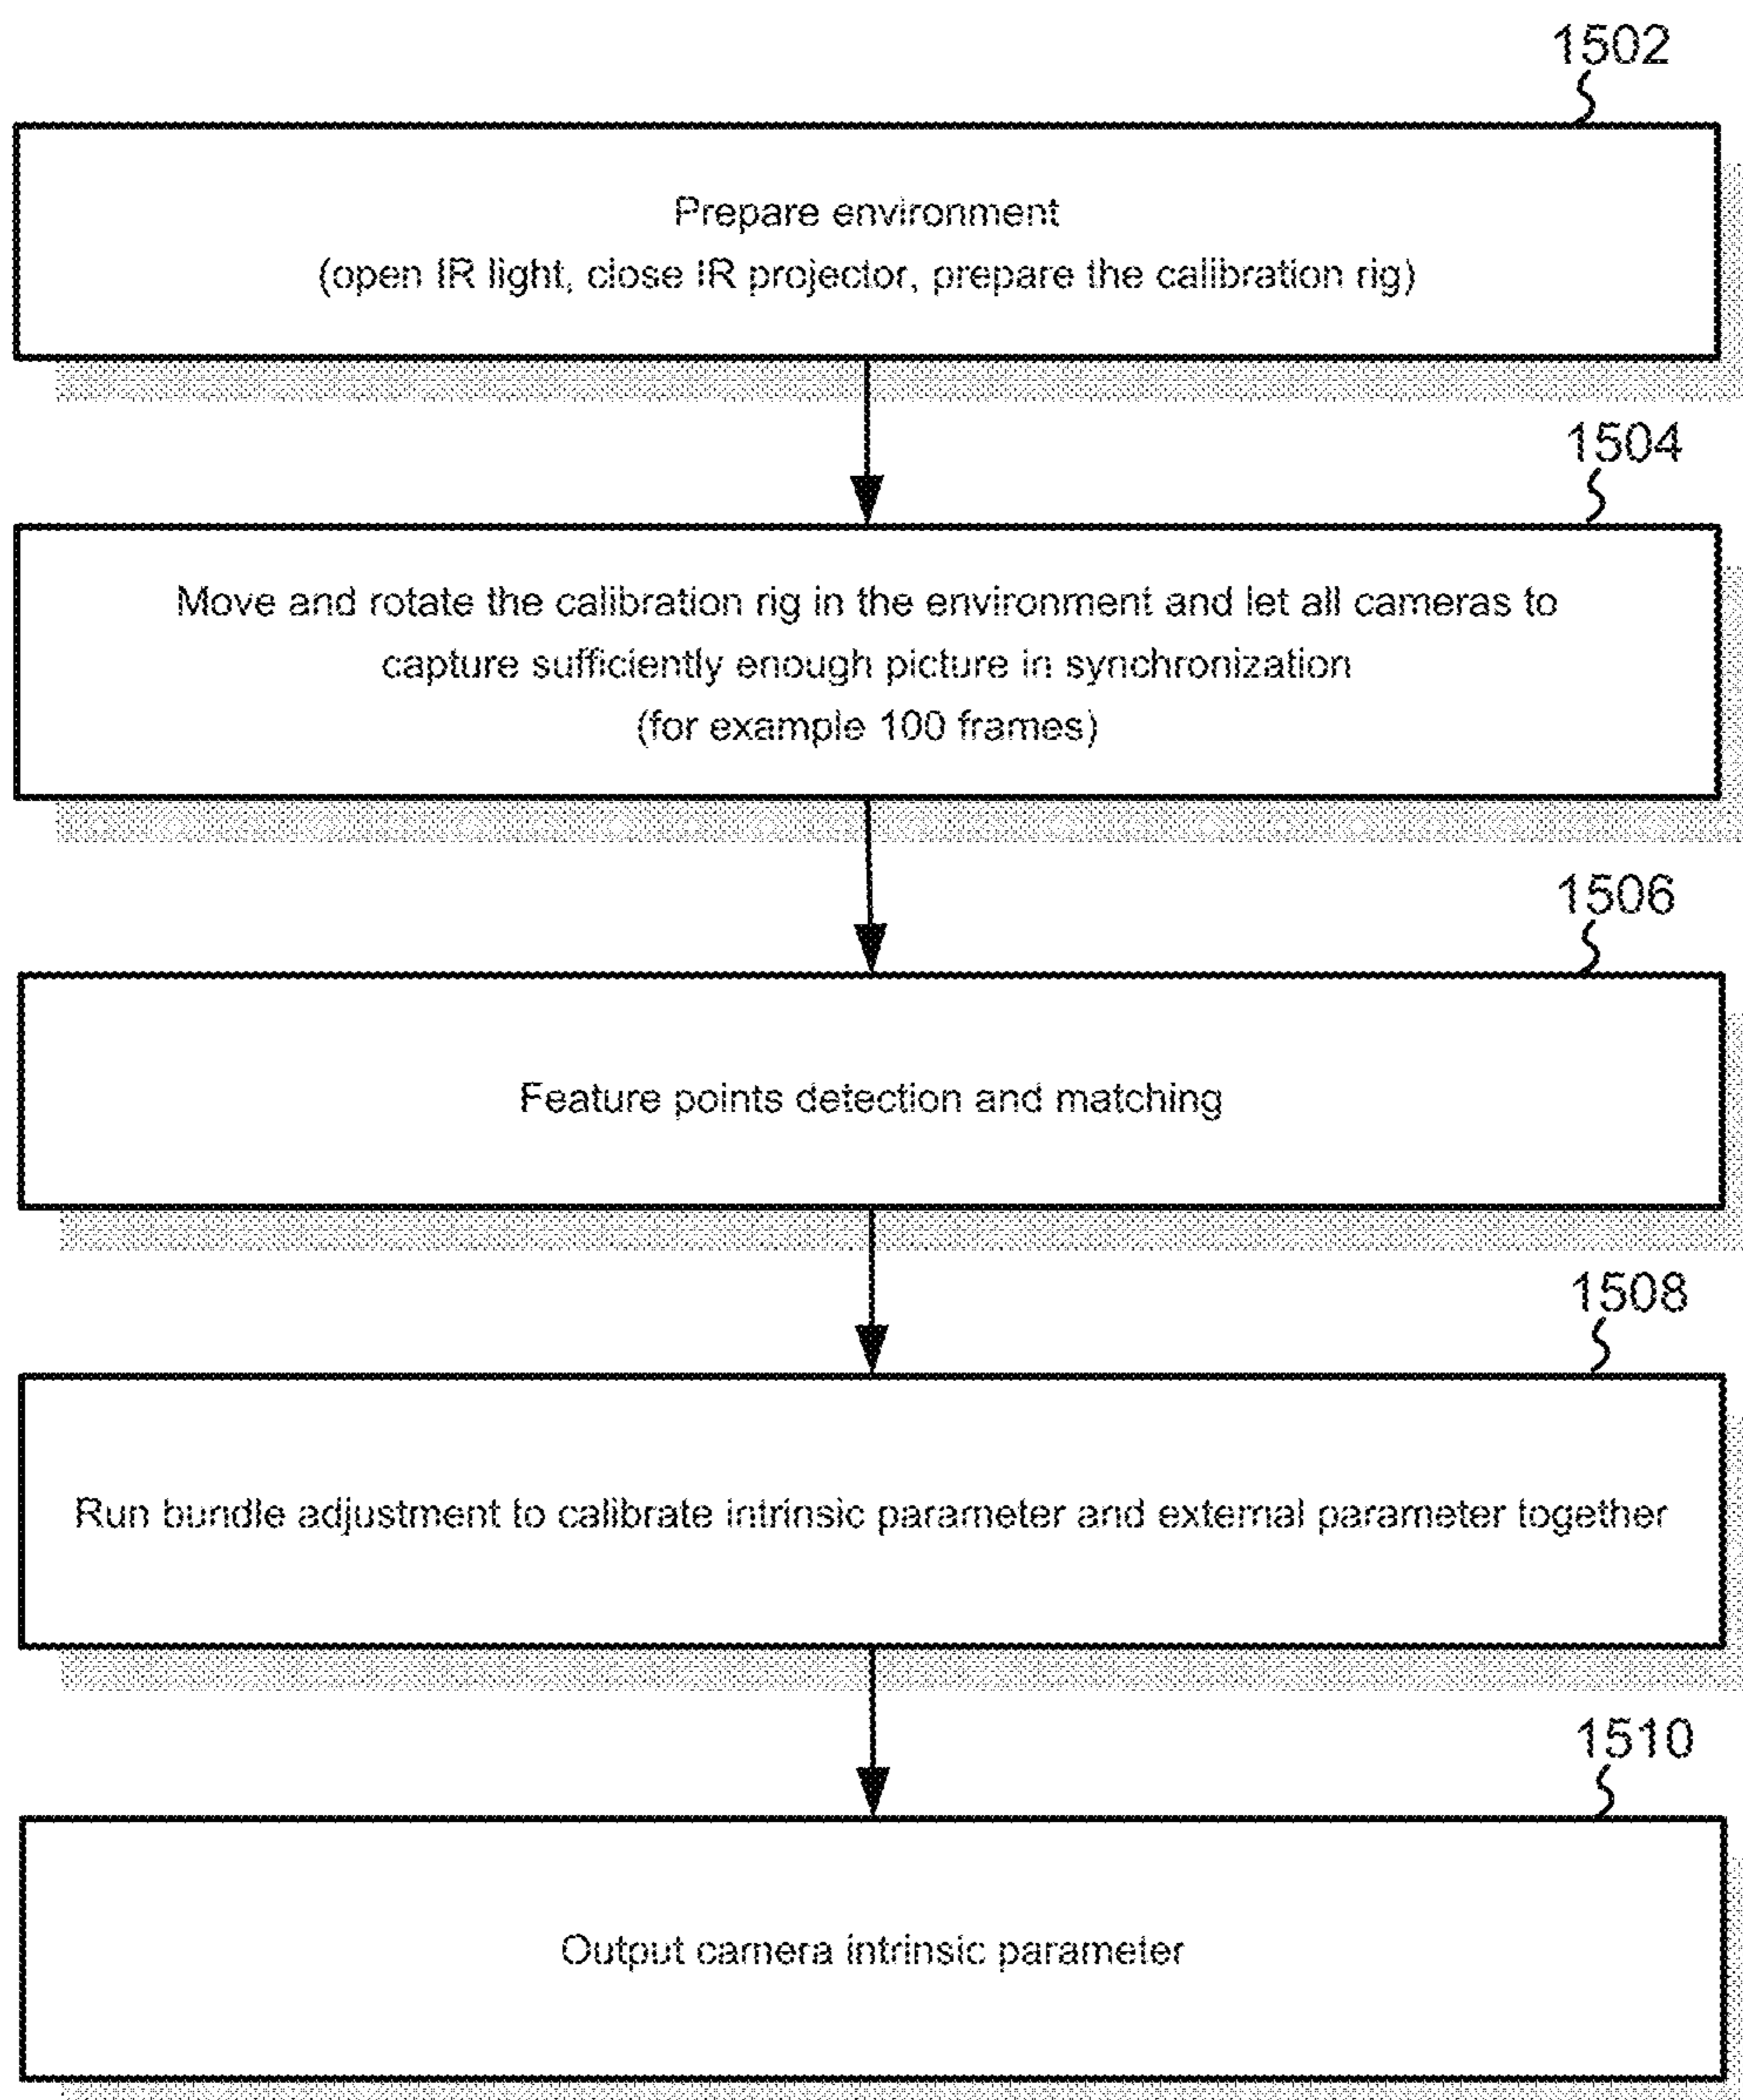 1502
Prepare environment
(open IR light, close IR projector, prepare the calibration rig)
1504
Move and rotate the calibration rig in the environment and let all cameras to
capture sufficiently enough picture in synchronization
(for example 100 frames)
1506
Feature points detection and matching
1508
Run bundle adjustment to calibrate intrinsic parameter and external parameter together
1510
Output camera intrinsic parameter